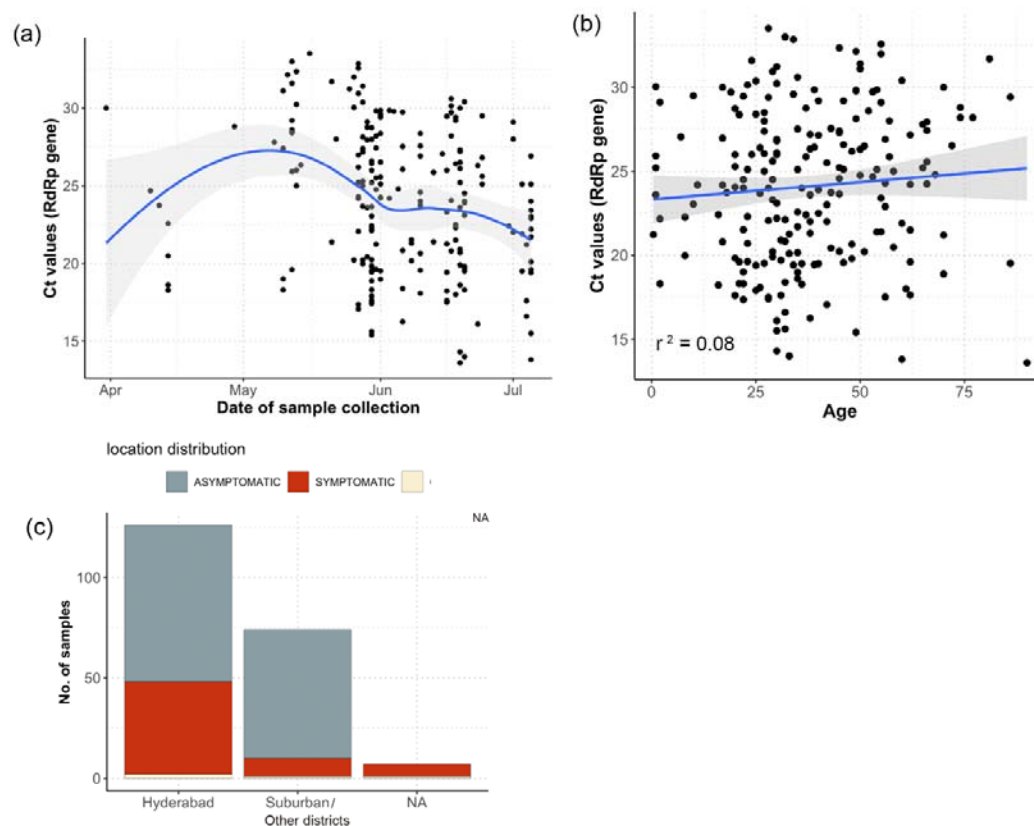 (a)
Ct values (RdRp gene)
30
25
20
15
Apr
May
Jun
Jul
Date of sample collection
(b)
Ct values (RdRp gene)
30
25
20
15
r² = 0.08
0
25
50
75
Age
location distribution
ASYMPTOMATIC
SYMPTOMATIC
(c)
NA
No. of samples
100
50
0
Hyderabad
Suburban/
Other districts
NA